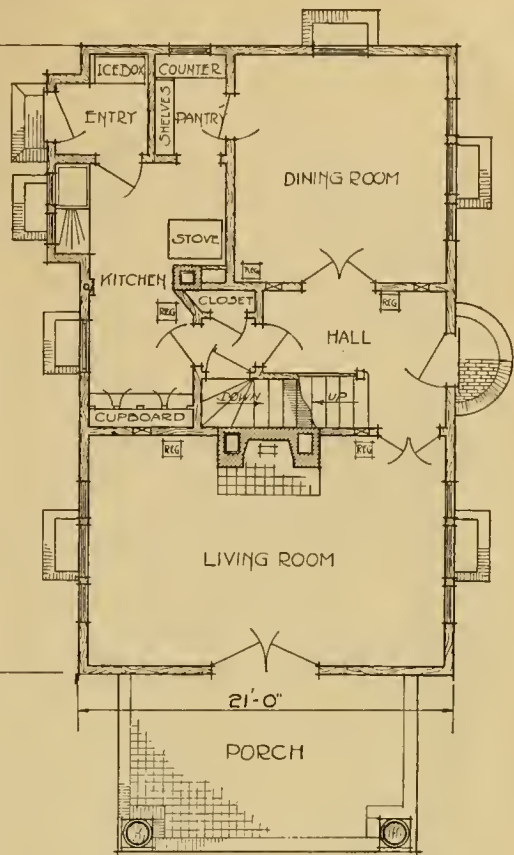 ICEBOX
COUNTER
ENTRY
SHELVES
PANTRY
DINING ROOM
STOVE
KITCHEN
REG
REG
CLOSET
REG
HALL
DOWN
UP
CUPBOARD
REG
REG
LIVING ROOM
21'-0"
PORCH